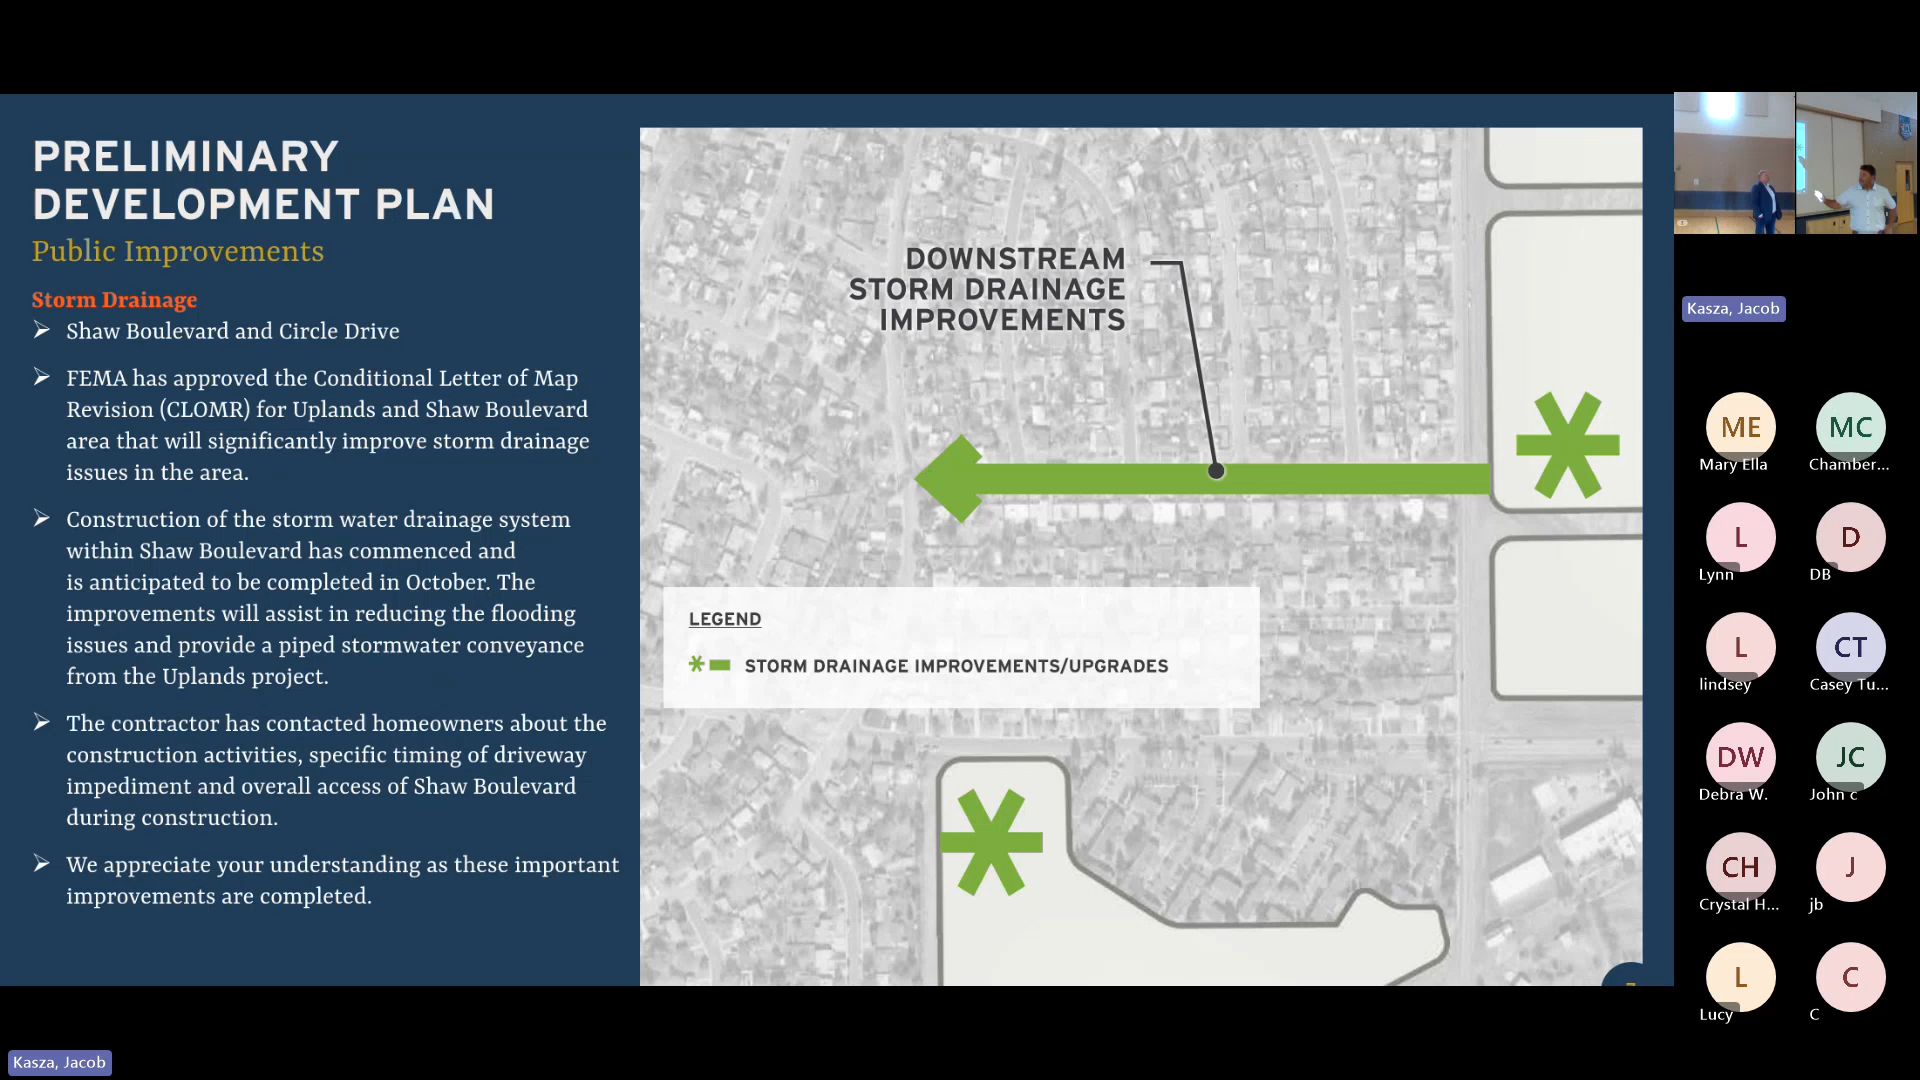 PRELIMINARY
DEVELOPMENT PLAN
Public Improvements
Storm Drainage
Shaw Boulevard and Circle Drive
FEMA has approved the Conditional Letter of Map
Revision (CLOMR) for Uplands and Shaw Boulevard
area that will significantly improve storm drainage
issues in the area.
Construction of the storm water drainage system
within Shaw Boulevard has commenced and
is anticipated to be completed in October. The
improvements will assist in reducing the flooding
issues and provide a piped stormwater conveyance
from the Uplands project.
The contractor has contacted homeowners about the
construction activities, specific timing of driveway
impediment and overall access of Shaw Boulevard
during construction.
We appreciate your understanding as these important
improvements are completed.
DOWNSTREAM
STORM DRAINAGE
IMPROVEMENTS
LEGEND
STORM DRAINAGE IMPROVEMENTS/UPGRADES
Kasza, Jacob
ME
Mary Ella
MC
Chamber...
L
Lynn
D
DB
L
lindsey
CT
Casey Tu...
DW
Debra W.
JC
John c
CH
Crystal H...
J
jb
L
Lucy
C
C
Kasza, Jacob